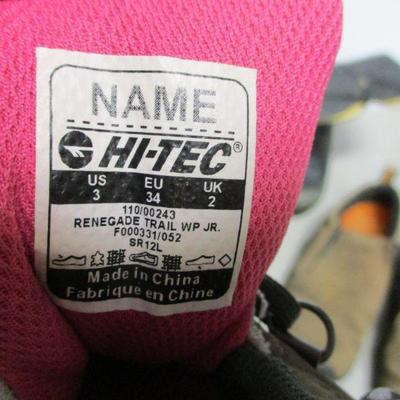 NAME
HI-TEC®
US EU UK
3 34 2
110/00243
RENEGADE TRAIL WP JR.
F000331/052
SR12L
Made in China
Fabriqué en Chine